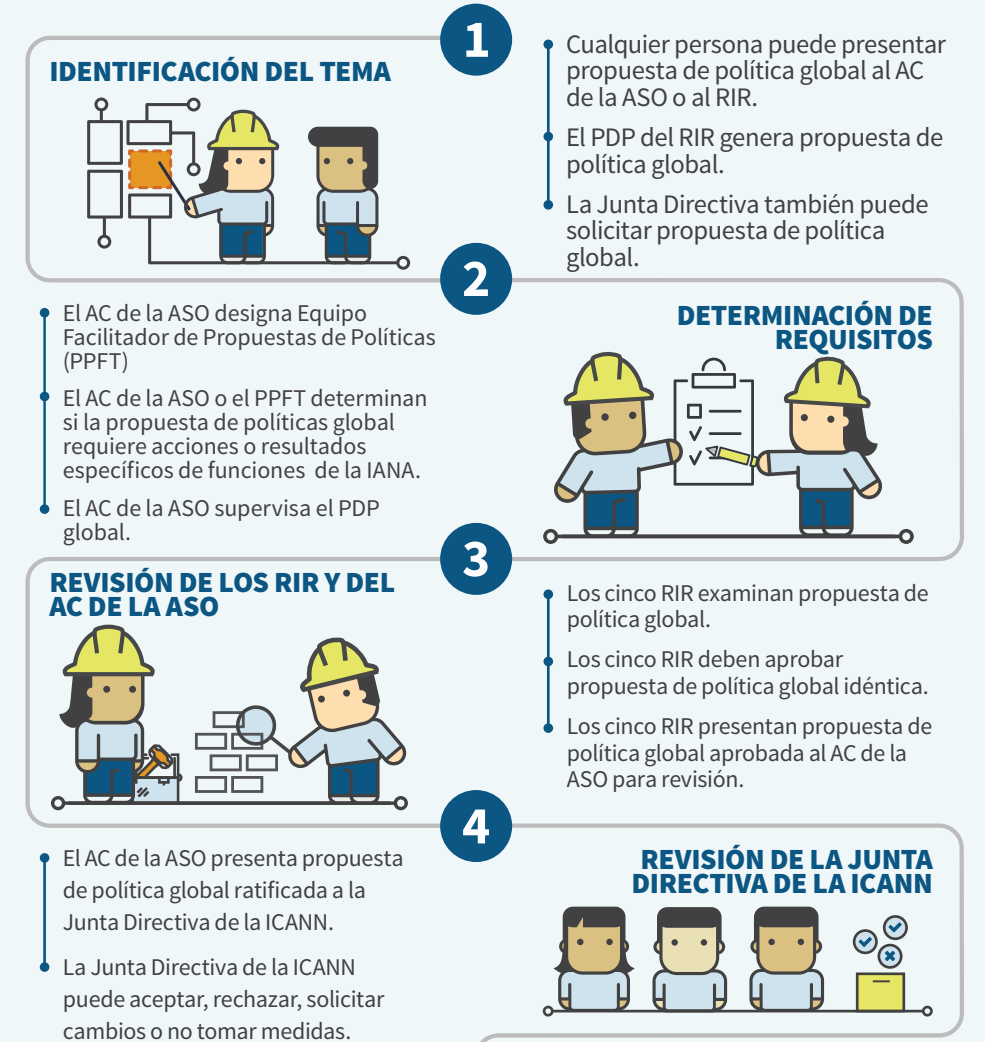 1
IDENTIFICACIÓN DEL TEMA
Cualquier persona puede presentar
propuesta de política global al AC
de la ASO o al RIR.
El PDP del RIR genera propuesta de
política global.
La Junta Directiva también puede
solicitar propuesta de política
global.
2
DETERMINACIÓN DE
REQUISITOS
El AC de la ASO designa Equipo
Facilitador de Propuestas de Políticas
(PPFT)
El AC de la ASO o el PPFT determinan
si la propuesta de políticas global
requiere acciones o resultados
específicos de funciones de la IANA.
El AC de la ASO supervisa el PDP
global.
3
REVISIÓN DE LOS RIR Y DEL
AC DE LA ASO
Los cinco RIR examinan propuesta de
política global.
Los cinco RIR deben aprobar
propuesta de política global idéntica.
Los cinco RIR presentan propuesta de
política global aprobada al AC de la
ASO para revisión.
4
REVISIÓN DE LA JUNTA
DIRECTIVA DE LA ICANN
El AC de la ASO presenta propuesta
de política global ratificada a la
Junta Directiva de la ICANN.
La Junta Directiva de la ICANN
puede aceptar, rechazar, solicitar
cambios o no tomar medidas.